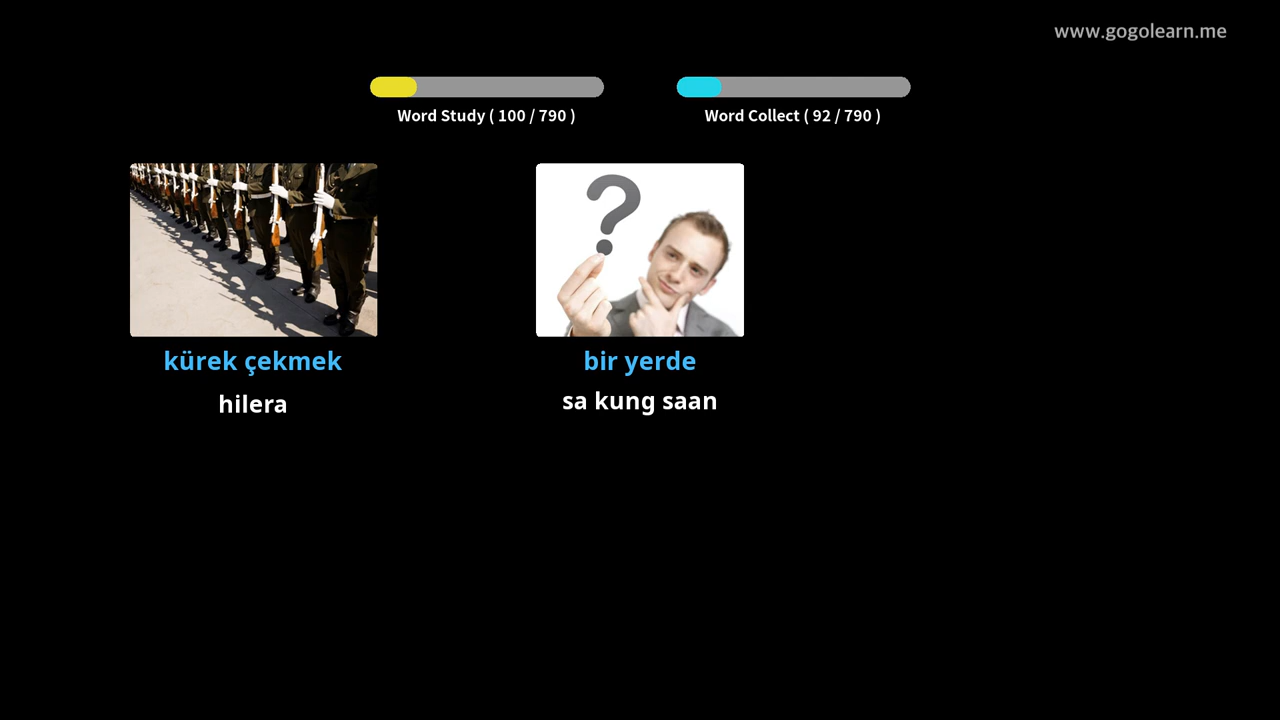 www.gogolearn.me
Word Study ( 100 / 790 )
Word Collect ( 92 / 790 )
kürek çekmek
hilera
bir yerde
sa kung saan